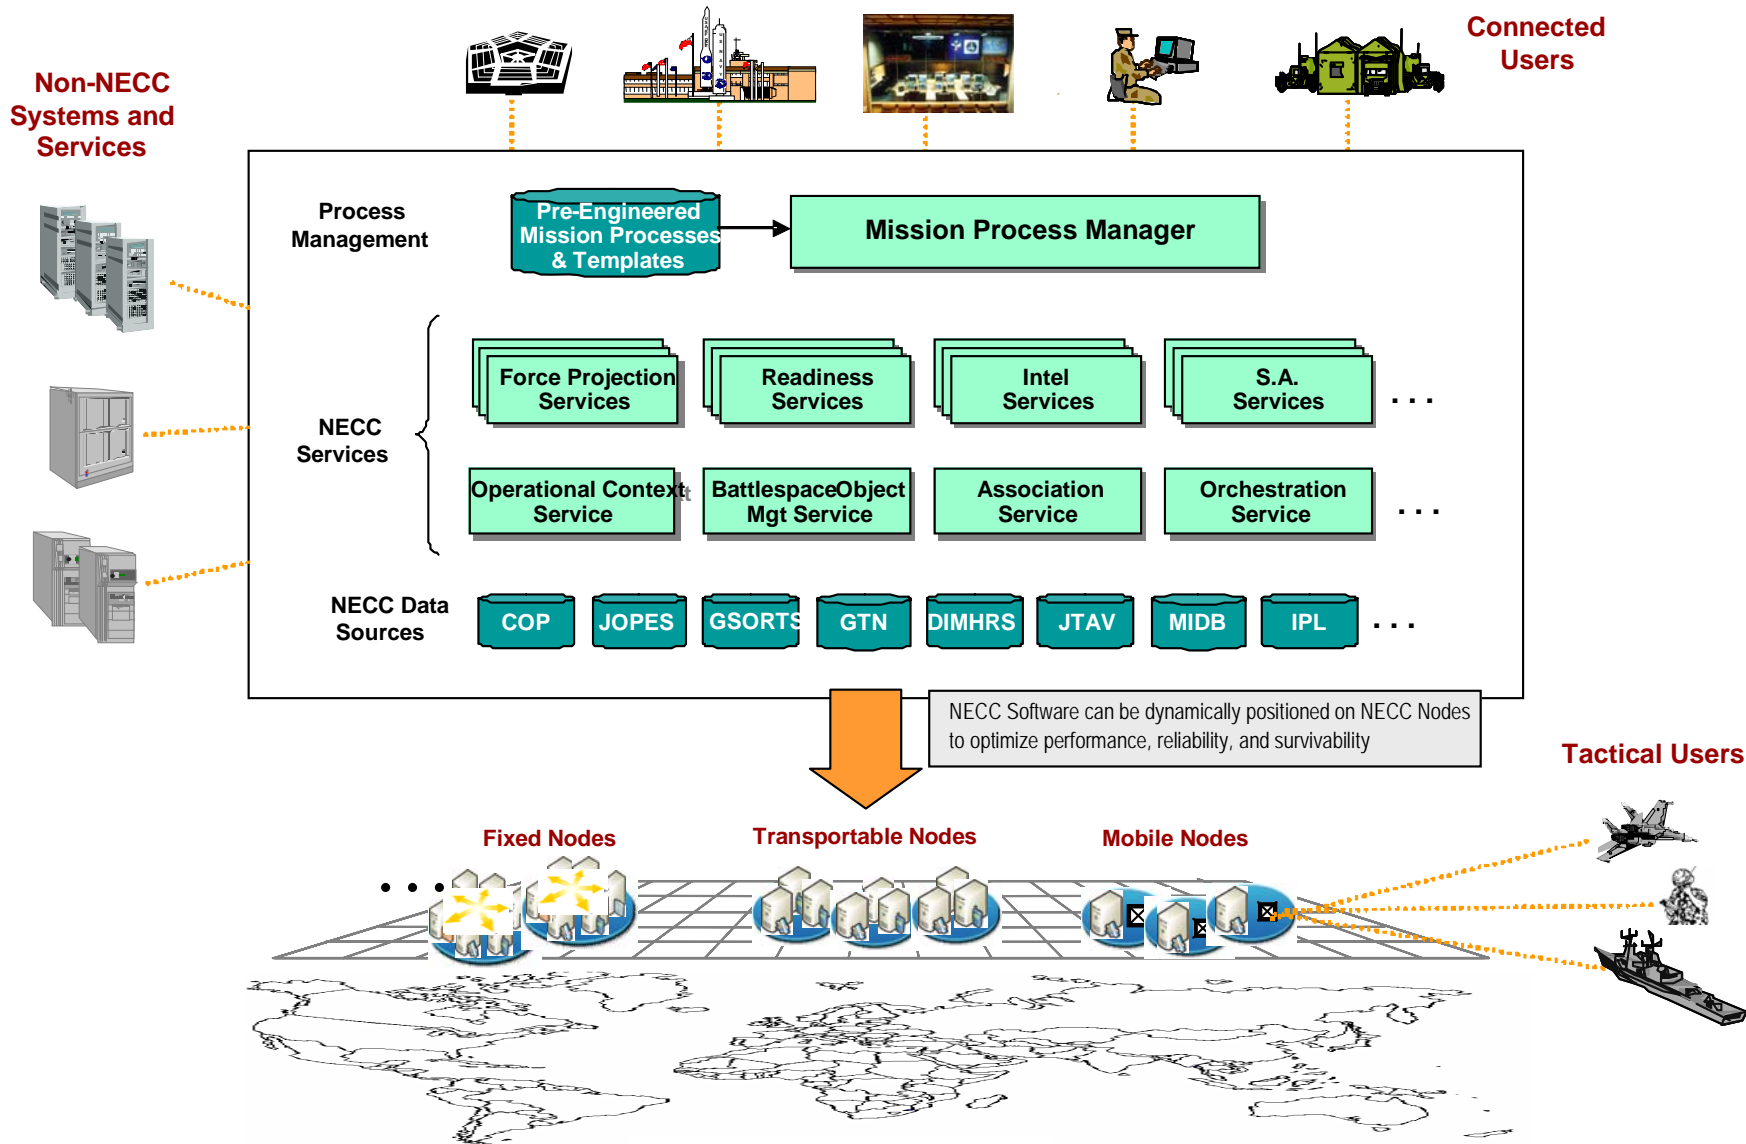 Connected
Users
Non-NECC
Systems and
Services
Process
Management
Pre-Engineered
Mission Processes
& Templates
Mission Process Manager
NECC
Services
Force Projection
Services
Readiness
Services
Intel
Services
S.A.
Services
. . .
Operational Context
Service
BattlespaceObject
Mgt Service
Association
Service
Orchestration
Service
. . .
NECC Data
Sources
COP
JOPES
GSORTS
GTN
DIMHRS
JTAV
MIDB
IPL
. . .
NECC Software can be dynamically positioned on NECC Nodes
to optimize performance, reliability, and survivability
Tactical Users
Fixed Nodes
Transportable Nodes
Mobile Nodes
. . .